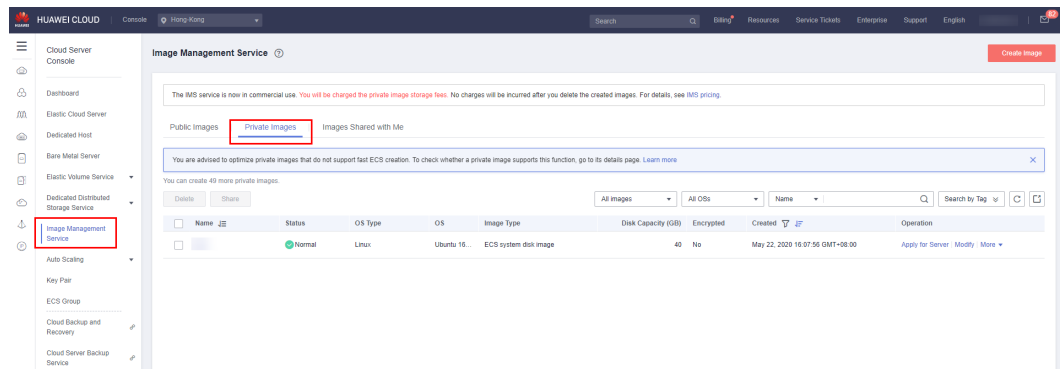 HUAWEI
HUAWEI CLOUD Console Hong-Kong Search Billing Resources Service Tickets Enterprise Support English 62
Cloud Server
Console
Dashboard
Elastic Cloud Server
Dedicated Host
Bare Metal Server
Elastic Volume Service
Dedicated Distributed
Storage Service
Image Management
Service
Auto Scaling
Key Pair
ECS Group
Cloud Backup and
Recovery
Cloud Server Backup
Service
Image Management Service ?
Create Image
The IMS service is now in commercial use. You will be charged the private image storage fees. No charges will be incurred after you delete the created images. For details, see IMS pricing.
Public Images Private Images Images Shared with Me
You are advised to optimize private images that do not support fast ECS creation. To check whether a private image supports this function, go to its details page. Learn more
You can create 49 more private images.
Delete Share All images All OSs Name Search by Tag
Name Status OS Type OS Image Type Disk Capacity (GB) Encrypted Created Operation
Normal Linux Ubuntu 16... ECS system disk image 40 No May 22, 2020 16:07:56 GMT+08:00 Apply for Server Modify More